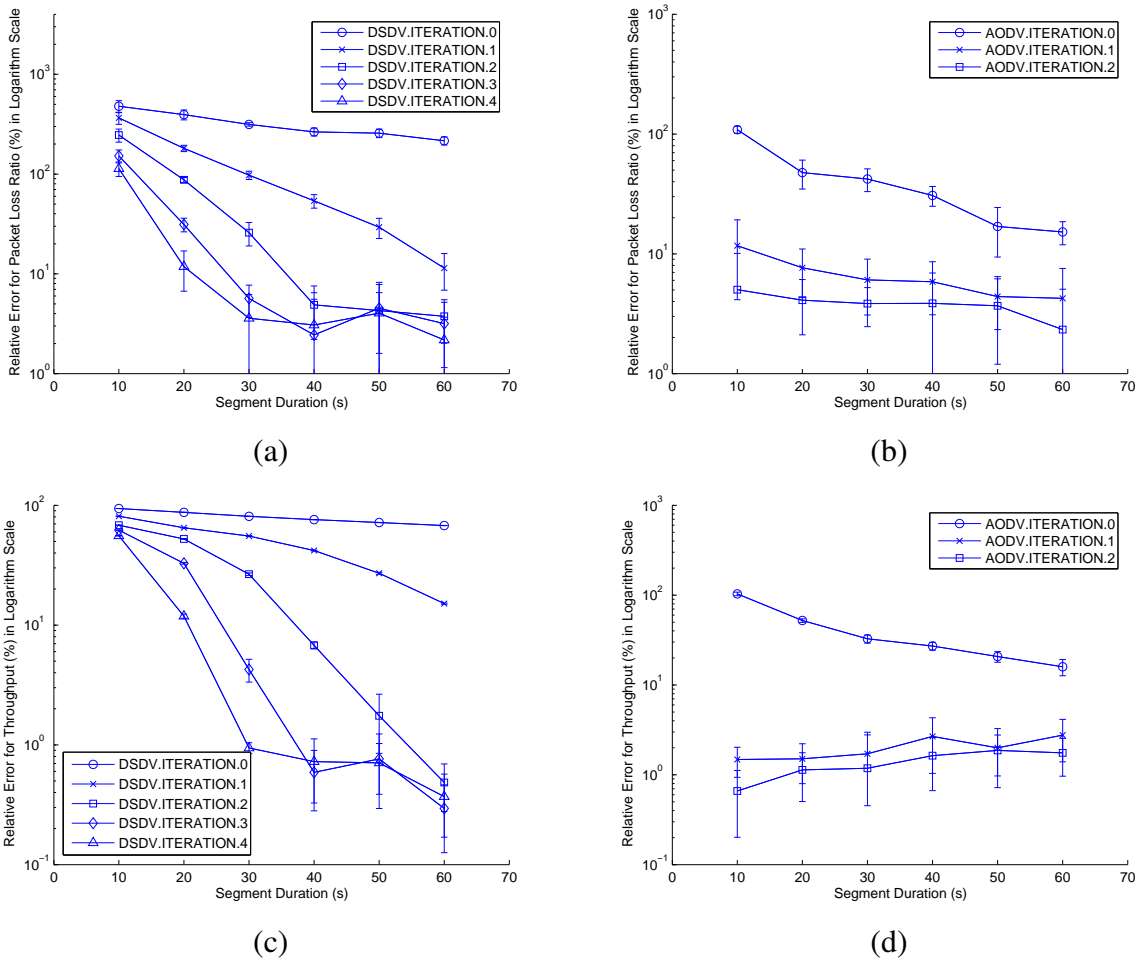 DSDV.ITERATION.0
DSDV.ITERATION.1
DSDV.ITERATION.2
DSDV.ITERATION.3
DSDV.ITERATION.4
10^3
10^2
10^1
10^0
Relative Error for Packet Loss Ratio (%) in Logarithm Scale
0 10 20 30 40 50 60 70
Segment Duration (s)
(a)
AODV.ITERATION.0
AODV.ITERATION.1
AODV.ITERATION.2
10^3
10^2
10^1
10^0
Relative Error for Packet Loss Ratio (%) in Logarithm Scale
0 10 20 30 40 50 60 70
Segment Duration (s)
(b)
10^2
10^1
10^0
10^-1
Relative Error for Throughput (%) in Logarithm Scale
DSDV.ITERATION.0
DSDV.ITERATION.1
DSDV.ITERATION.2
DSDV.ITERATION.3
DSDV.ITERATION.4
0 10 20 30 40 50 60 70
Segment Duration (s)
(c)
AODV.ITERATION.0
AODV.ITERATION.1
AODV.ITERATION.2
10^3
10^2
10^1
10^0
10^-1
Relative Error for Throughput (%) in Logarithm Scale
0 10 20 30 40 50 60 70
Segment Duration (s)
(d)